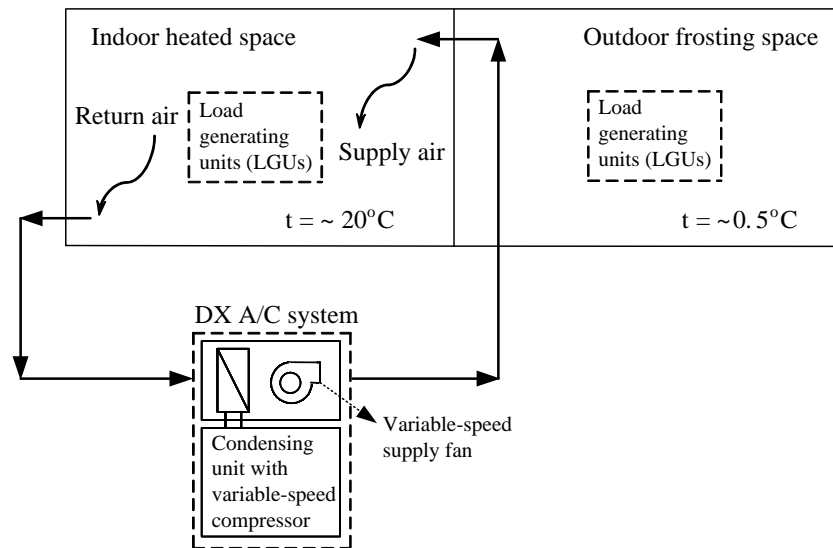 Indoor heated space
Outdoor frosting space
Return air
Load
generating
units (LGUs)
Supply air
Load
generating
units (LGUs)
t = ~ 20°C
t = ~0.5°C
DX A/C system
Variable-speed
supply fan
Condensing
unit with
variable-speed
compressor